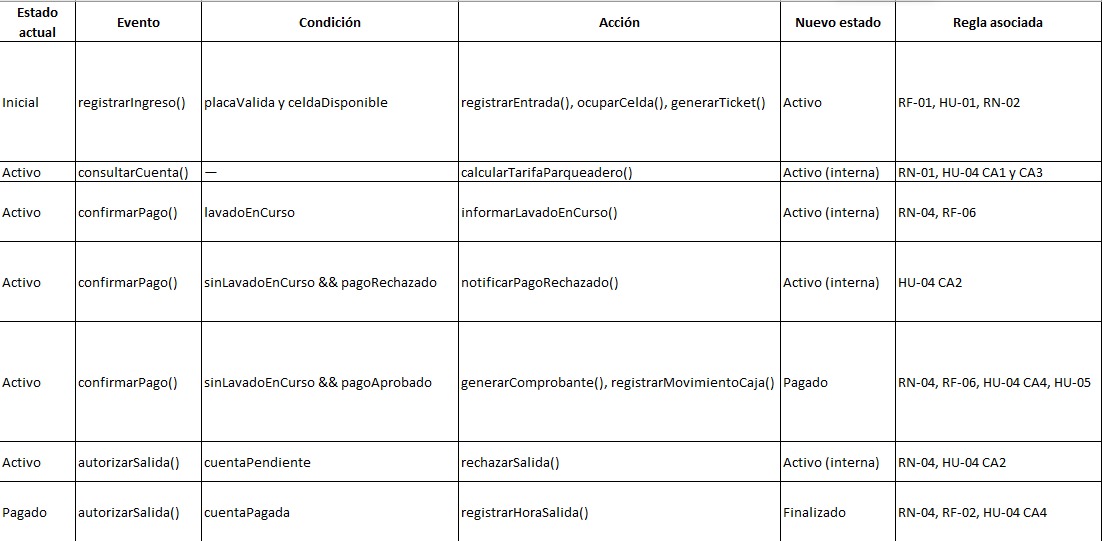 Estado actual	Evento	Condición	Acción	Nuevo estado	Regla asociada
Inicial	registrarIngreso()	placaValida y celdaDisponible	registrarEntrada(), ocuparCelda(), generarTicket()	Activo	RF-01, HU-01, RN-02
Activo	consultarCuenta()	—	calcularTarifaParqueadero()	Activo (interna)	RN-01, HU-04 CA1 y CA3
Activo	confirmarPago()	lavadoEnCurso	informarLavadoEnCurso()	Activo (interna)	RN-04, RF-06
Activo	confirmarPago()	sinLavadoEnCurso && pagoRechazado	notificarPagoRechazado()	Activo (interna)	HU-04 CA2
Activo	confirmarPago()	sinLavadoEnCurso && pagoAprobado	generarComprobante(), registrarMovimientoCaja()	Pagado	RN-04, RF-06, HU-04 CA4, HU-05
Activo	autorizarSalida()	cuentaPendiente	rechazarSalida()	Activo (interna)	RN-04, HU-04 CA2
Pagado	autorizarSalida()	cuentaPagada	registrarHoraSalida()	Finalizado	RN-04, RF-02, HU-04 CA4